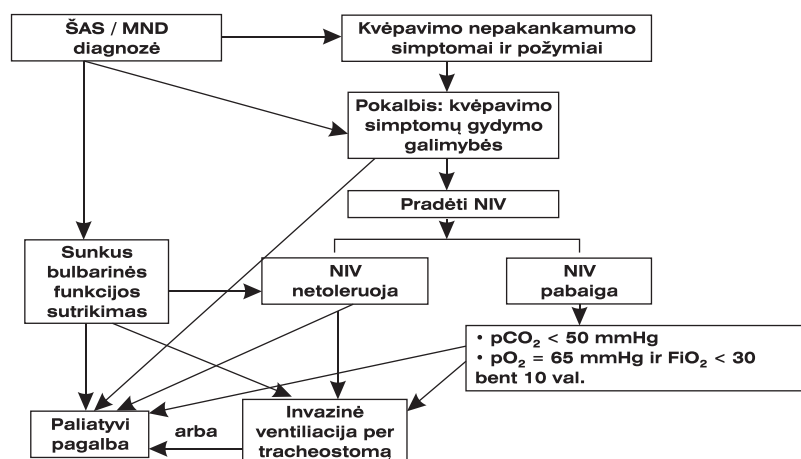 ŠAS / MND
diagnozė
Kvėpavimo nepakankamumo
simptomai ir požymiai
Pokalbis: kvėpavimo
simptomų gydymo
galimybės
Pradėti NIV
Sunkus
bulbarinės
funkcijos
sutrikimas
NIV
netoleruoja
NIV
pabaiga
• pCO₂ < 50 mmHg
• pO₂ = 65 mmHg ir FiO₂ < 30
bent 10 val.
Paliatyvi
pagalba
arba
Invazinė
ventiliacija per
tracheostomą